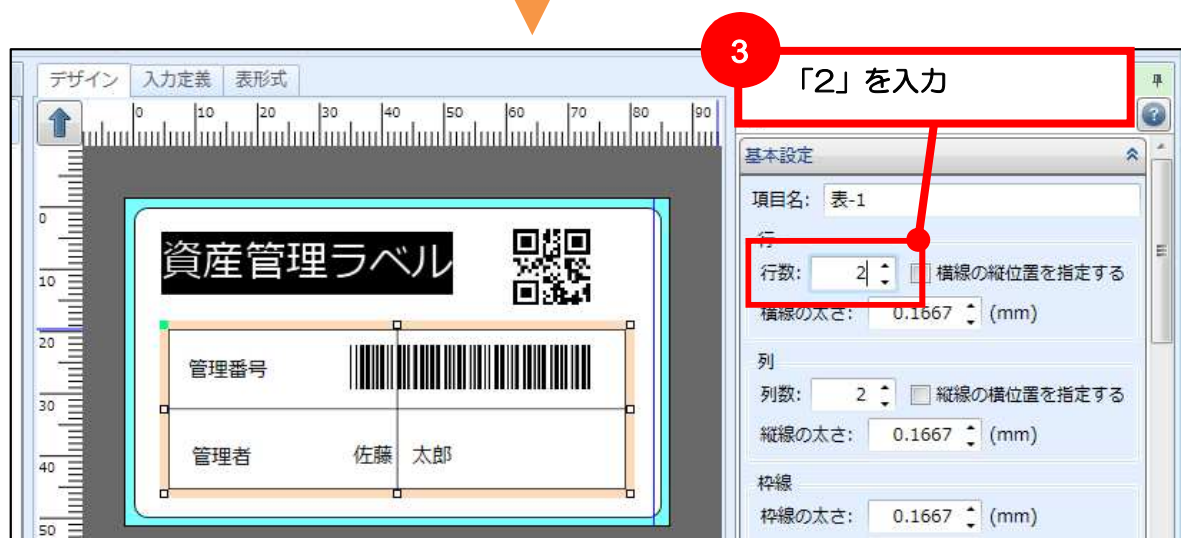 3
「2」を入力
デザイン 入力定義 表形式
0 10 20 30 40 50 60 70 80 90
基本設定
項目名: 表-1
行
行数: 2 横線の縦位置を指定する
横線の太さ: 0.1667 (mm)
列
列数: 2 縦線の横位置を指定する
縦線の太さ: 0.1667 (mm)
枠線
枠線の太さ: 0.1667 (mm)
0
10
20
30
40
50
資産管理ラベル
管理番号
管理者 佐藤 太郎